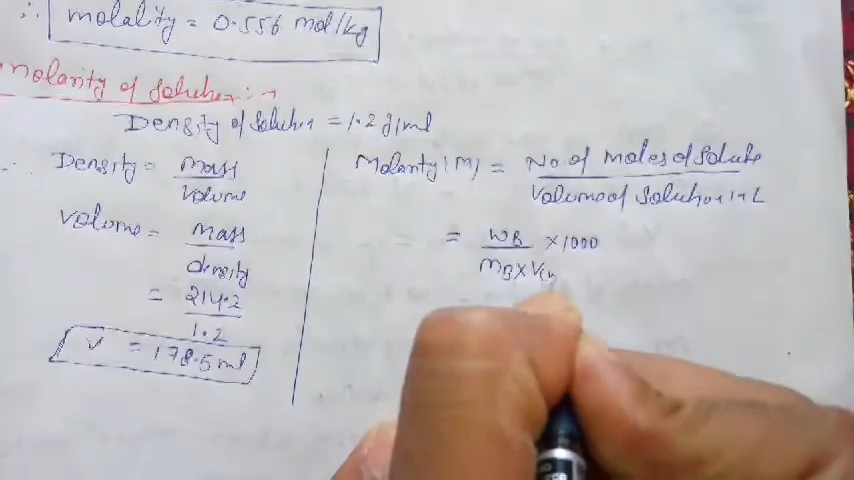 ∴ molality = 0.556 mol/kg
molarity of solution :→
Density of solution = 1.2 g/ml
∴ Density = mass
volume
volume = mass
density
= 214.2
1.2
V = 178.5 ml
Molarity (M) = No. of moles of solute
Volume of solution in L
= WB × 1000
MB × V(in